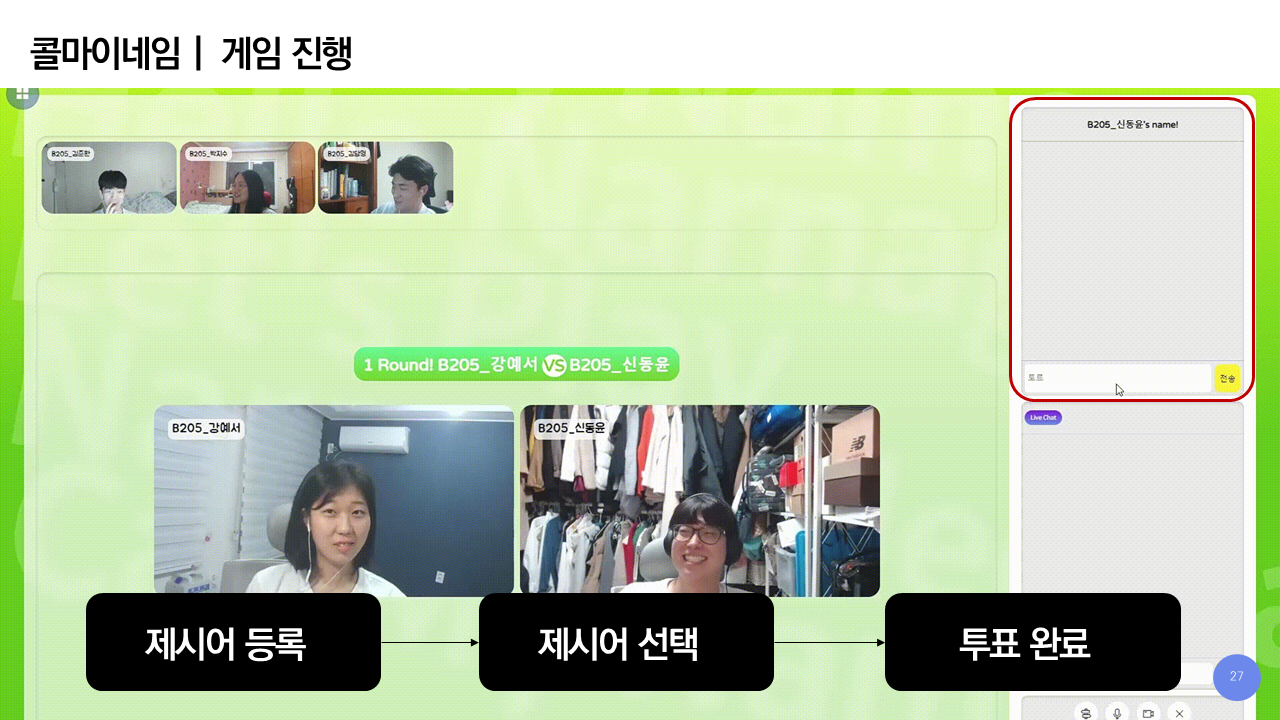 콜마이네임 | 게임 진행
B205_김준한
B205_박지수
B205_김남영
B205_신동윤's name!
1 Round! B205_강예서 VS B205_신동윤
토르
전송
Live Chat
B205_강예서
B205_신동윤
제시어 등록
제시어 선택
투표 완료
27